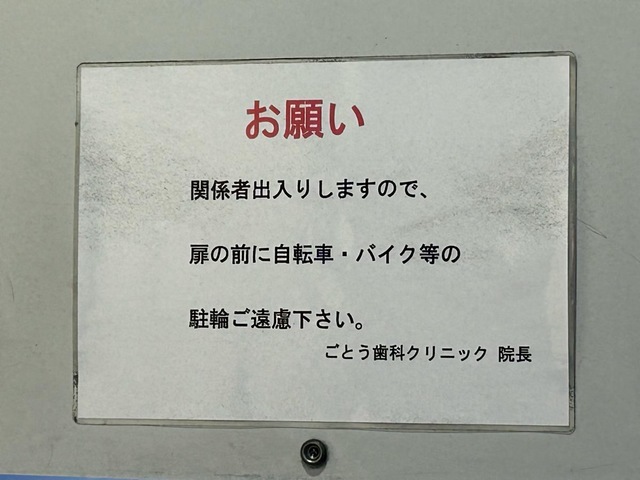 お願い
関係者出入りしますので、
扉の前に自転車・バイク等の
駐輪ご遠慮下さい。
ごとう歯科クリニック 院長